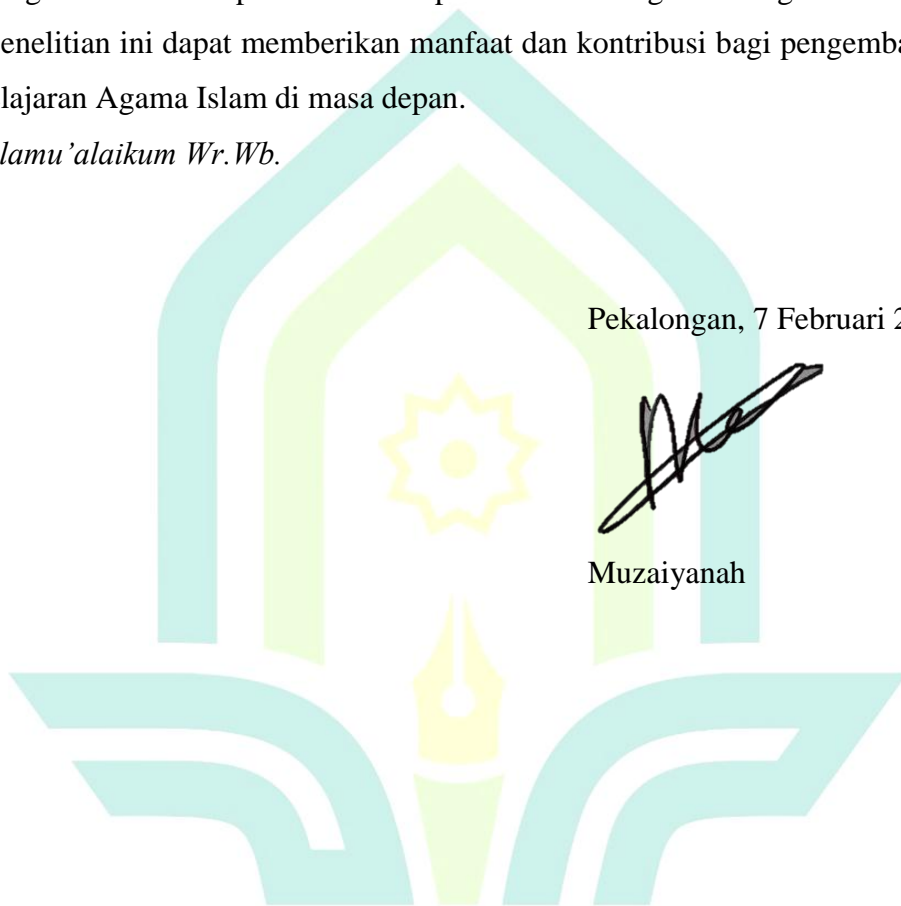 enelitian ini dapat memberikan manfaat dan kontribusi bagi pengemba
lajaran Agama Islam di masa depan.
lamu’alaikum Wr.Wb.
Pekalongan, 7 Februari 2
Muzaiyanah